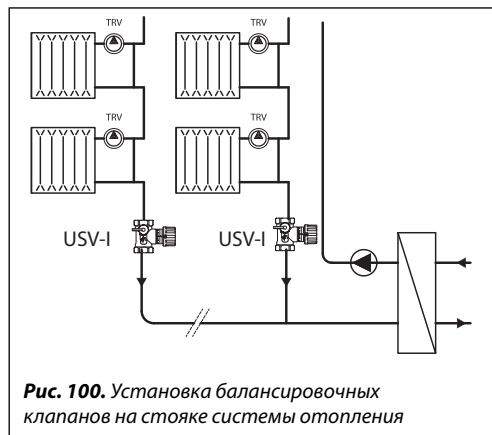 TRV
TRV
TRV
TRV
USV-I
USV-I
Рис. 100. Установка балансировочных
клапанов на стояке системы отопления